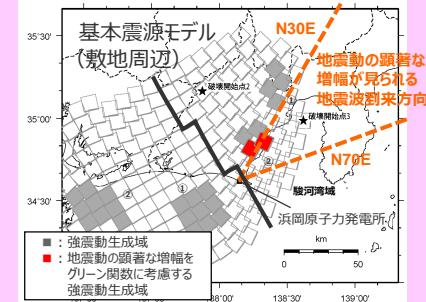 基本震源モデル
（敷地周辺）
N30E
地震動の顕著な
増幅が見られる
地震波到来方向
N70E
35°30'
35°00'
34°30'
★破壊開始点2
★破壊開始点3
①
②
①
②
駿河湾域
浜岡原子力発電所
km
0 50
138°00' 138°30' 139°00'
■：強震動生成域
■：地震動の顕著な増幅を
グリーン関数に考慮する
強震動生成域